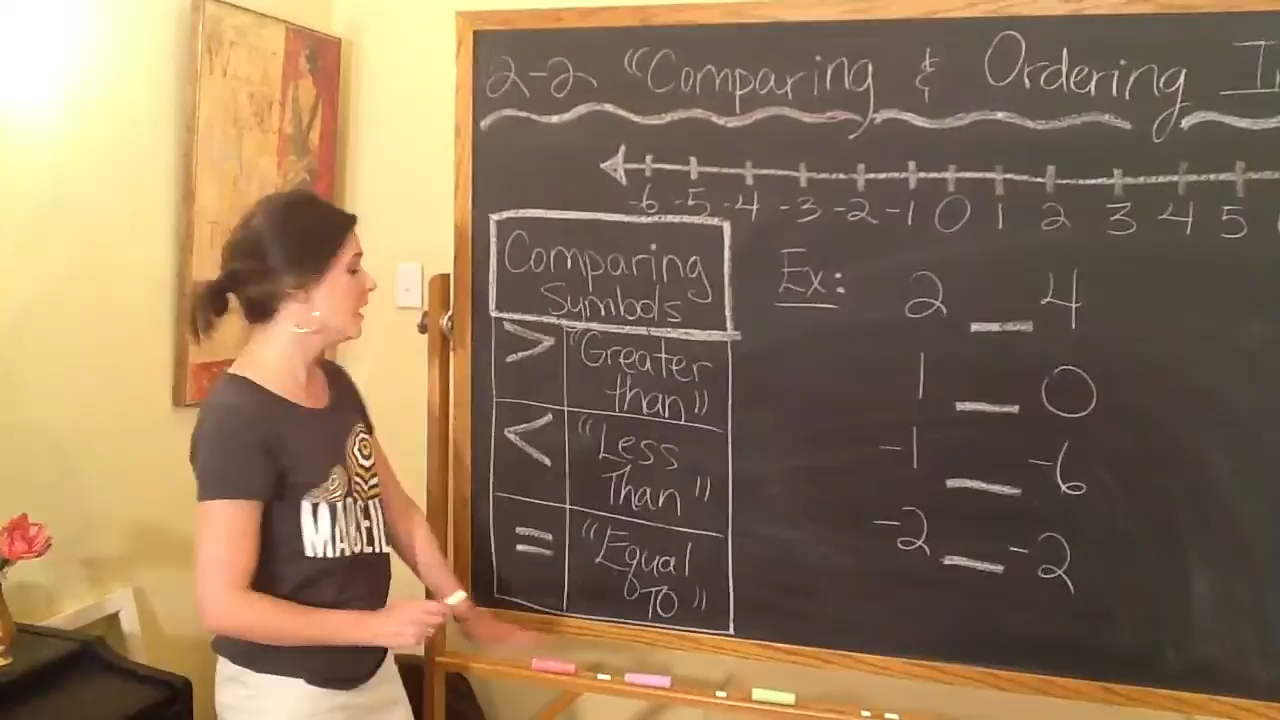 2-2 "Comparing & Ordering
-6 -5 -4 -3 -2 -1 0 1 2 3 4 5
Comparing
Symbols
> "Greater
than"
< "Less
Than"
= "Equal
To"
Ex: 2 _ 4
1 _ 0
-1 _ -6
-2 _ -2